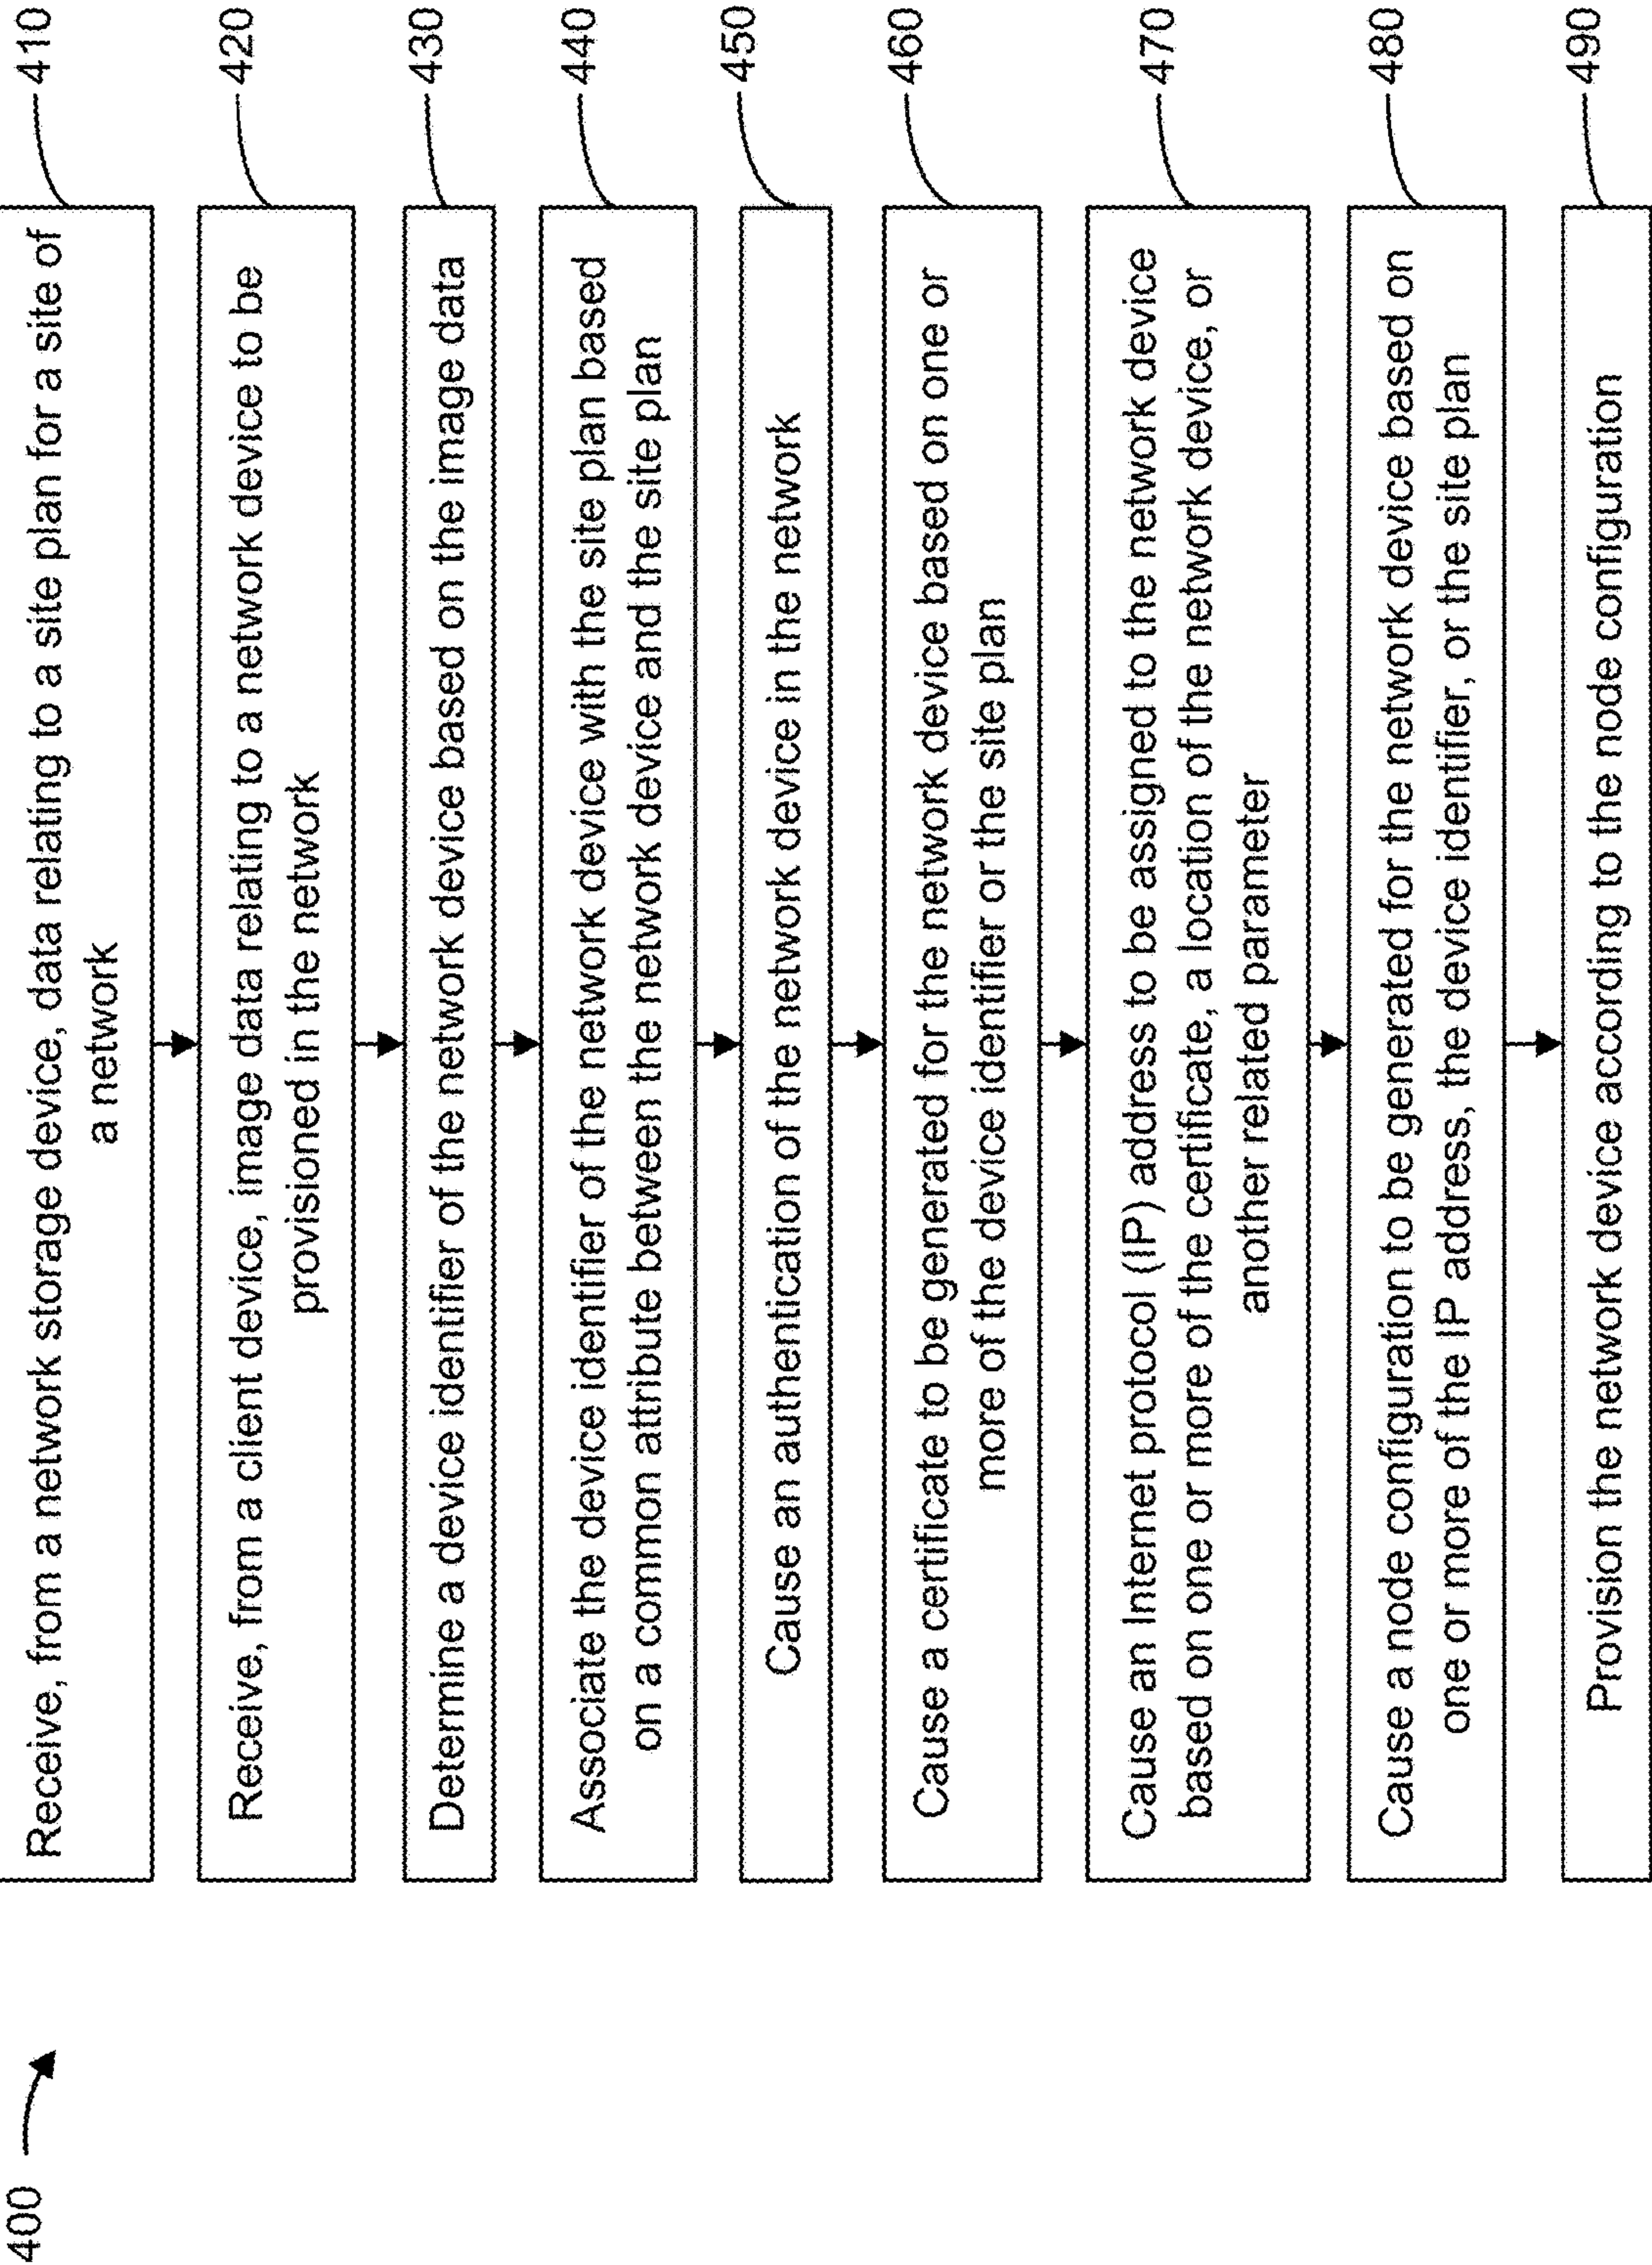 400
410
Receive, from a network storage device, data relating to a site plan for a site of
a network
420
Receive, from a client device, image data relating to a network device to be
provisioned in the network
430
Determine a device identifier of the network device based on the image data
440
Associate the device identifier of the network device with the site plan based
on a common attribute between the network device and the site plan
450
Cause an authentication of the network device in the network
460
Cause a certificate to be generated for the network device based on one or
more of the device identifier or the site plan
470
Cause an Internet protocol (IP) address to be assigned to the network device
based on one or more of the certificate, a location of the network device, or
another related parameter
480
Cause a node configuration to be generated for the network device based on
one or more of the IP address, the device identifier, or the site plan
490
Provision the network device according to the node configuration